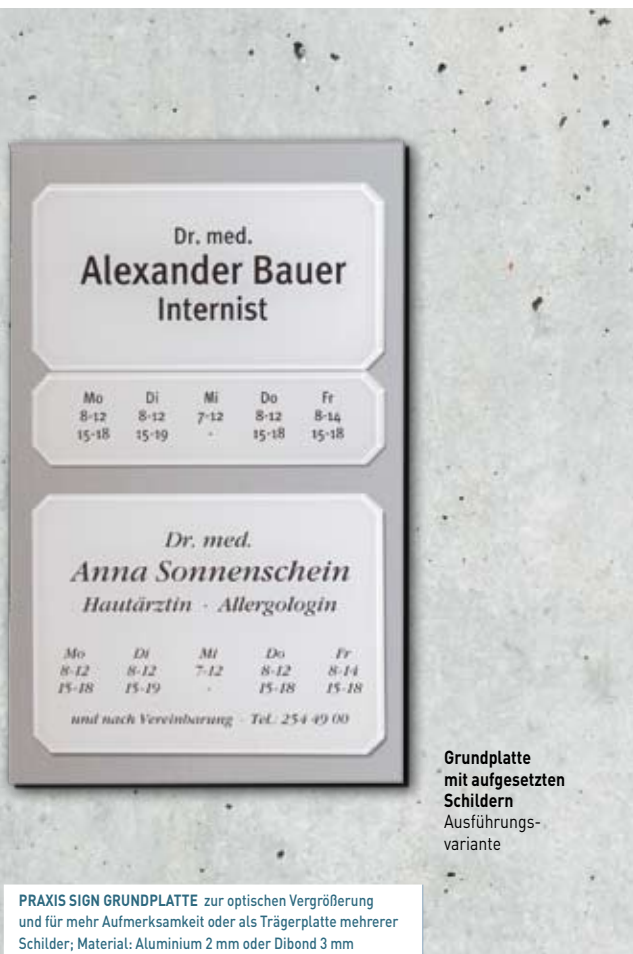 Dr. med.
Alexander Bauer
Internist
Mo Di Mi Do Fr
8-12 8-12 7-12 8-12 8-14
15-18 15-19 - 15-18 15-18
Dr. med.
Anna Sonnenschein
Hautärztin · Allergologin
Mo Di Mi Do Fr
8-12 8-12 7-12 8-12 8-14
15-18 15-19 - 15-18 15-18
und nach Vereinbarung · Tel.: 254 49 00
Grundplatte
mit aufgesetzten
Schildern
Ausführungs-
variante
PRAXIS SIGN GRUNDPLATTE zur optischen Vergrößerung
und für mehr Aufmerksamkeit oder als Trägerplatte mehrerer
Schilder; Material: Aluminium 2 mm oder Dibond 3 mm